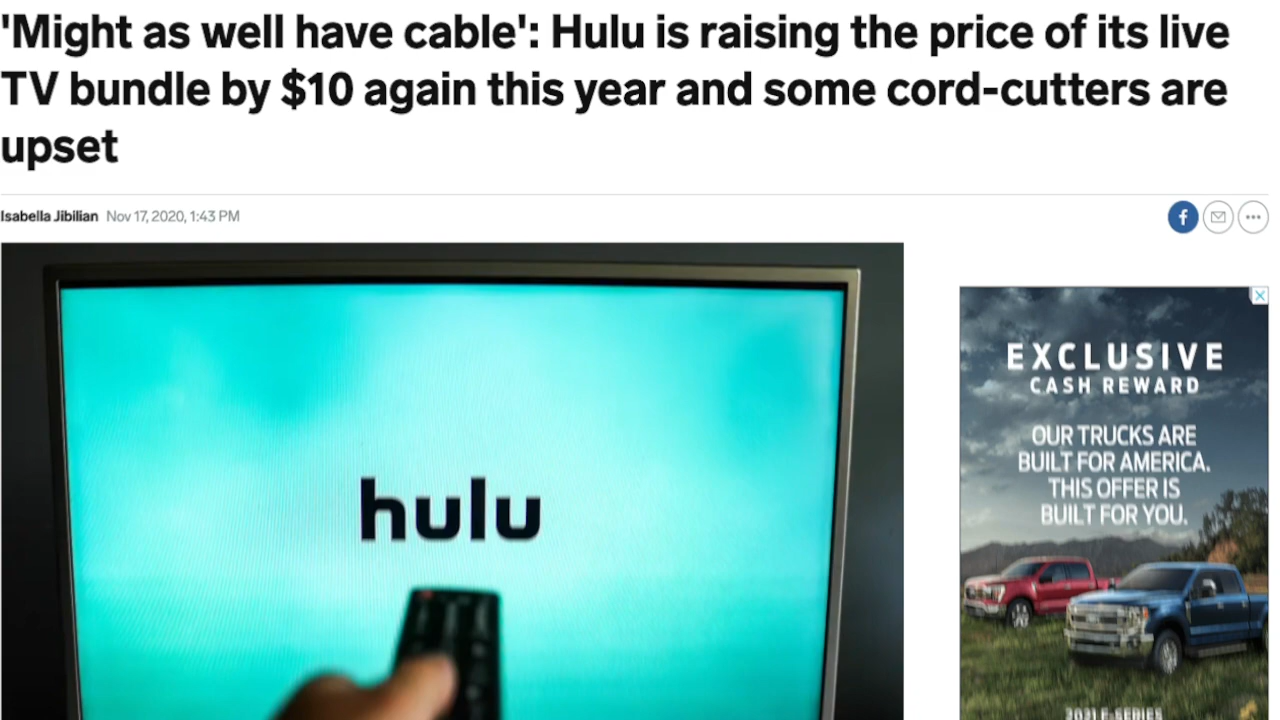 'Might as well have cable': Hulu is raising the price of its live
TV bundle by $10 again this year and some cord-cutters are
upset
Isabella Jibilian Nov 17, 2020, 1:43 PM
hulu
EXCLUSIVE
CASH REWARD
OUR TRUCKS ARE
BUILT FOR AMERICA.
THIS OFFER IS
BUILT FOR YOU.
2021 F-SERIES